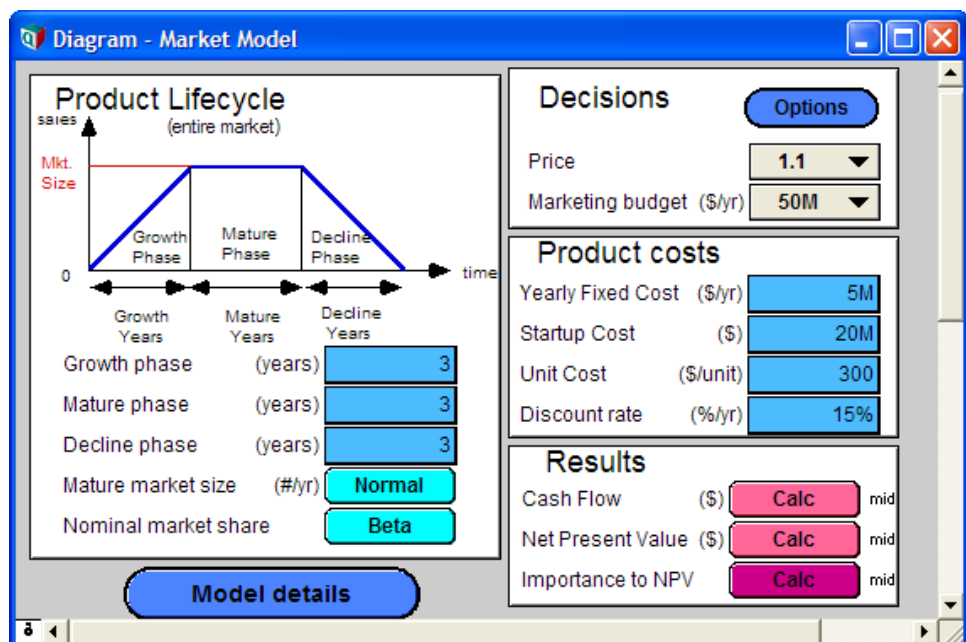 Diagram - Market Model
Product Lifecycle
sales
(entire market)
Mkt.
Size
Growth
Phase
Mature
Phase
Decline
Phase
0
time
Growth
Years
Mature
Years
Decline
Years
Growth phase (years) 3
Mature phase (years) 3
Decline phase (years) 3
Mature market size (#/yr) Normal
Nominal market share Beta
Model details
Decisions Options
Price 1.1
Marketing budget ($/yr) 50M
Product costs
Yearly Fixed Cost ($/yr) 5M
Startup Cost ($) 20M
Unit Cost ($/unit) 300
Discount rate (%/yr) 15%
Results
Cash Flow ($) Calc mid
Net Present Value ($) Calc mid
Importance to NPV Calc mid